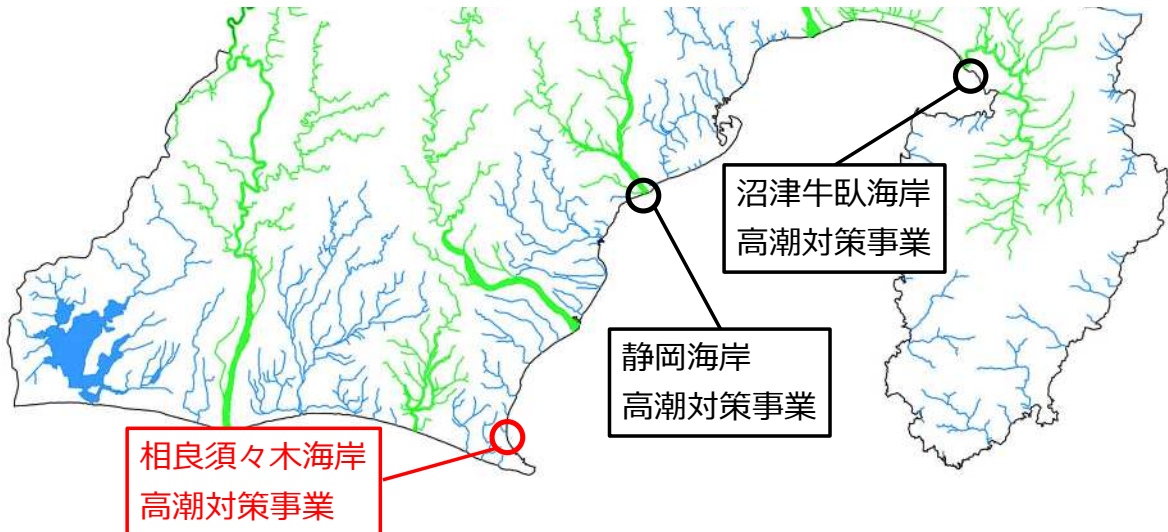 沼津牛臥海岸
高潮対策事業
静岡海岸
高潮対策事業
相良須々木海岸
高潮対策事業